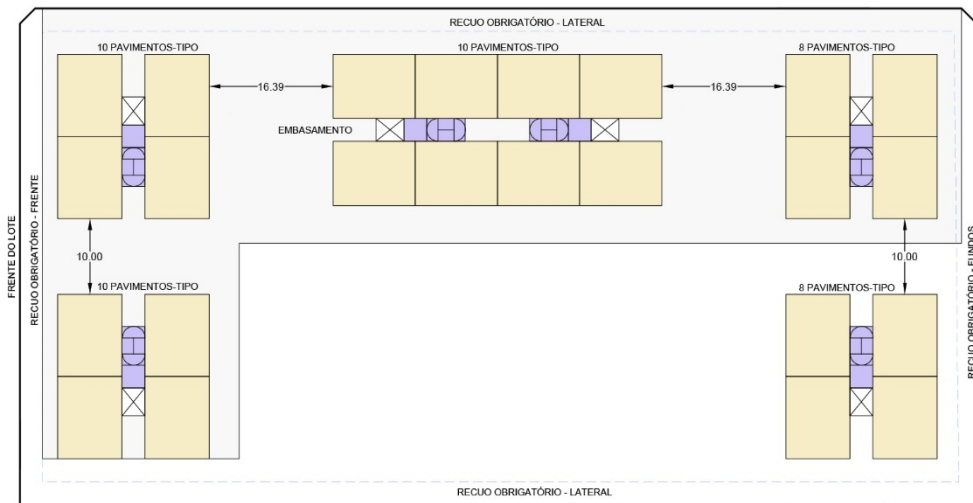 RECUO OBRIGATÓRIO - LATERAL
10 PAVIMENTOS-TIPO
10 PAVIMENTOS-TIPO
8 PAVIMENTOS-TIPO
16.39
16.39
EMBASAMENTO
FRENTE DO LOTE
RECUO OBRIGATÓRIO - FRENTE
10.00
10.00
RECUO OBRIGATÓRIO - FUNDOS
10 PAVIMENTOS-TIPO
8 PAVIMENTOS-TIPO
RECUO OBRIGATÓRIO - LATERAL